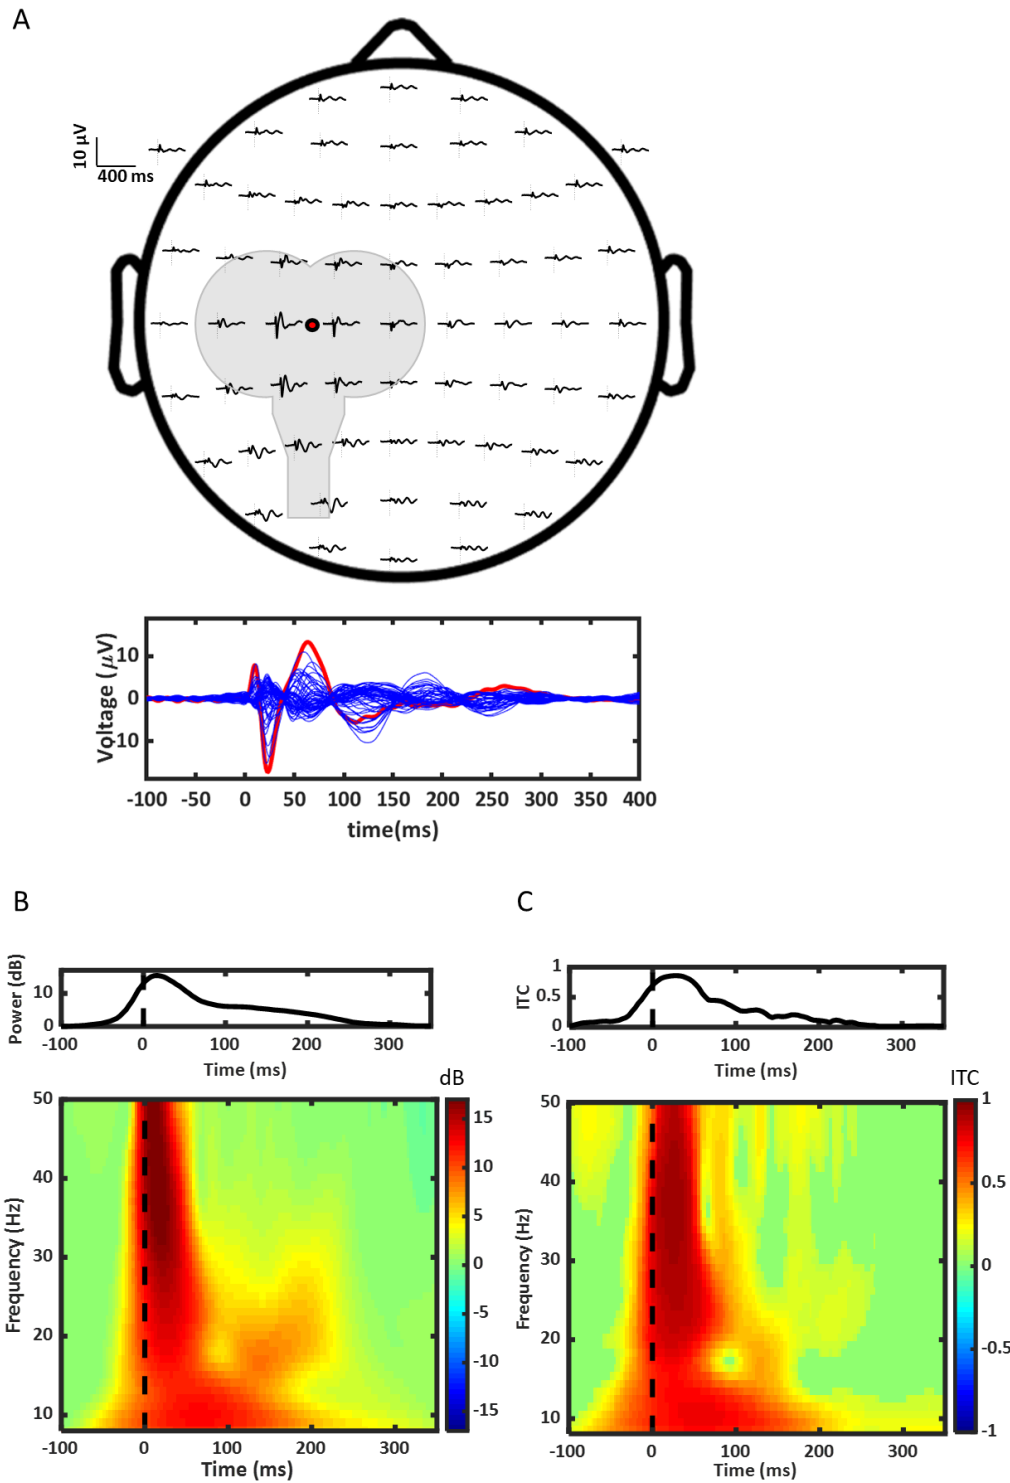 A
10 µV
400 ms
Voltage (µV)
10
0
-10
-100 -50 0 50 100 150 200 250 300 350 400
time(ms)
B
Power (dB)
10
0
-100 0 100 200 300
Time (ms)
dB
Frequency (Hz)
50
40
30
20
10
15
10
5
0
-5
-10
-15
-100 0 100 200 300
Time (ms)
C
ITC
1
0.5
0
-100 0 100 200 300
Time (ms)
ITC
Frequency (Hz)
50
40
30
20
10
1
0.5
0
-0.5
-1
-100 0 100 200 300
Time (ms)